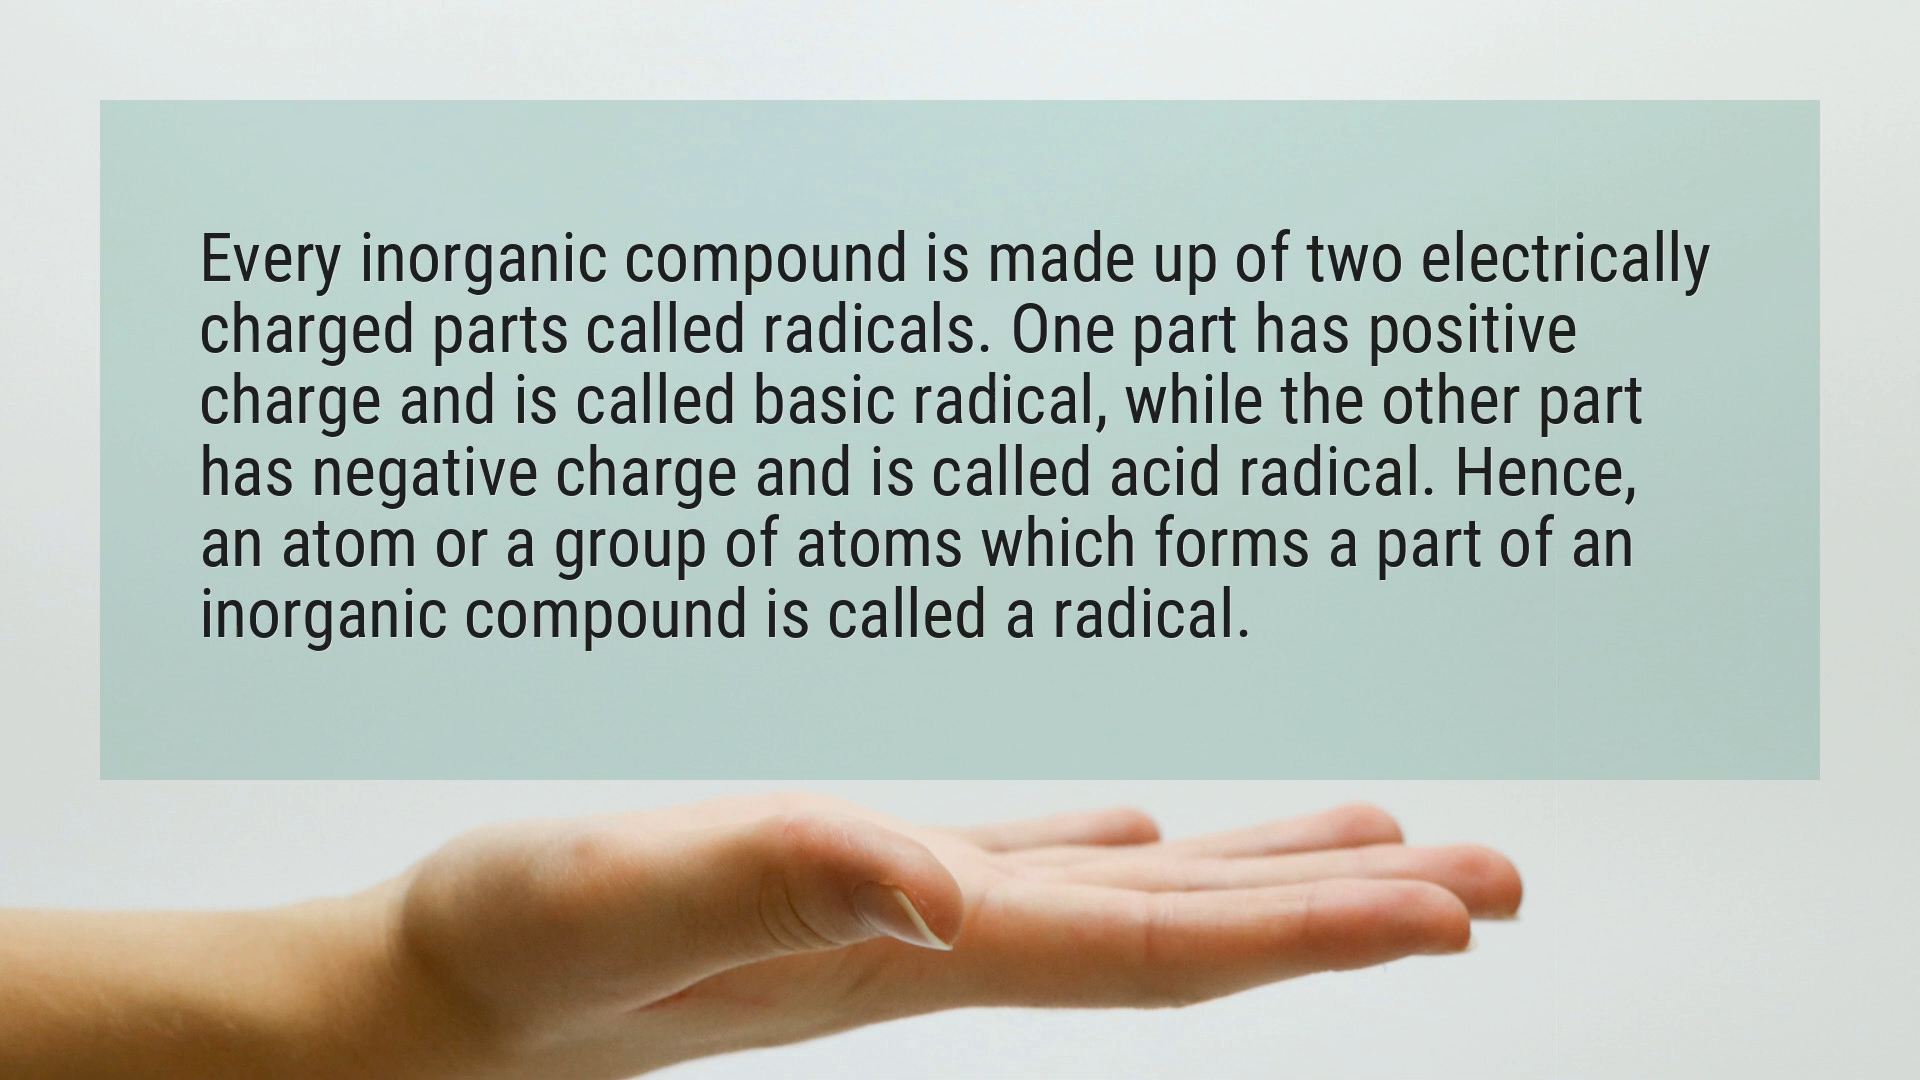 Every inorganic compound is made up of two electrically
charged parts called radicals. One part has positive
charge and is called basic radical, while the other part
has negative charge and is called acid radical. Hence,
an atom or a group of atoms which forms a part of an
inorganic compound is called a radical.